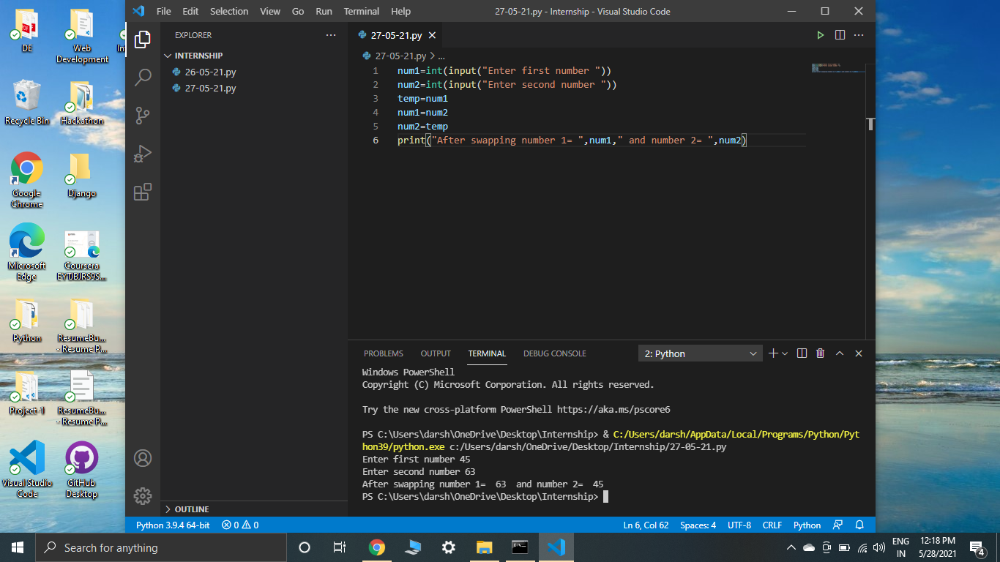 File Edit Selection View Go Run Terminal Help
27-05-21.py - Internship - Visual Studio Code
DE
Web
Development
Int
Recycle Bin
Hackathon
Google
Chrome
Django
Microsoft
Edge
Coursera
EYTJBJRS9S...
Python
ResumeBu...
- Resume P...
Project-1
ResumeBu...
- Resume P...
Visual Studio
Code
GitHub
Desktop
EXPLORER
INTERNSHIP
26-05-21.py
27-05-21.py
OUTLINE
27-05-21.py
27-05-21.py > ...
1 num1=int(input("Enter first number "))
2 num2=int(input("Enter second number "))
3 temp=num1
4 num1=num2
5 num2=temp
6 print("After swapping number 1= ",num1," and number 2= ",num2)
PROBLEMS OUTPUT TERMINAL DEBUG CONSOLE
2: Python
Windows PowerShell
Copyright (C) Microsoft Corporation. All rights reserved.
Try the new cross-platform PowerShell https://aka.ms/pscore6
PS C:\Users\darsh\OneDrive\Desktop\Internship> & C:/Users/darsh/AppData/Local/Programs/Python/Pyt
hon39/python.exe c:/Users/darsh/OneDrive/Desktop/Internship/27-05-21.py
Enter first number 45
Enter second number 63
After swapping number 1=  63  and number 2=  45
PS C:\Users\darsh\OneDrive\Desktop\Internship>
Python 3.9.4 64-bit 0 0
Ln 6, Col 62 Spaces: 4 UTF-8 CRLF Python
Search for anything
ENG
IN
12:18 PM
5/28/2021
4